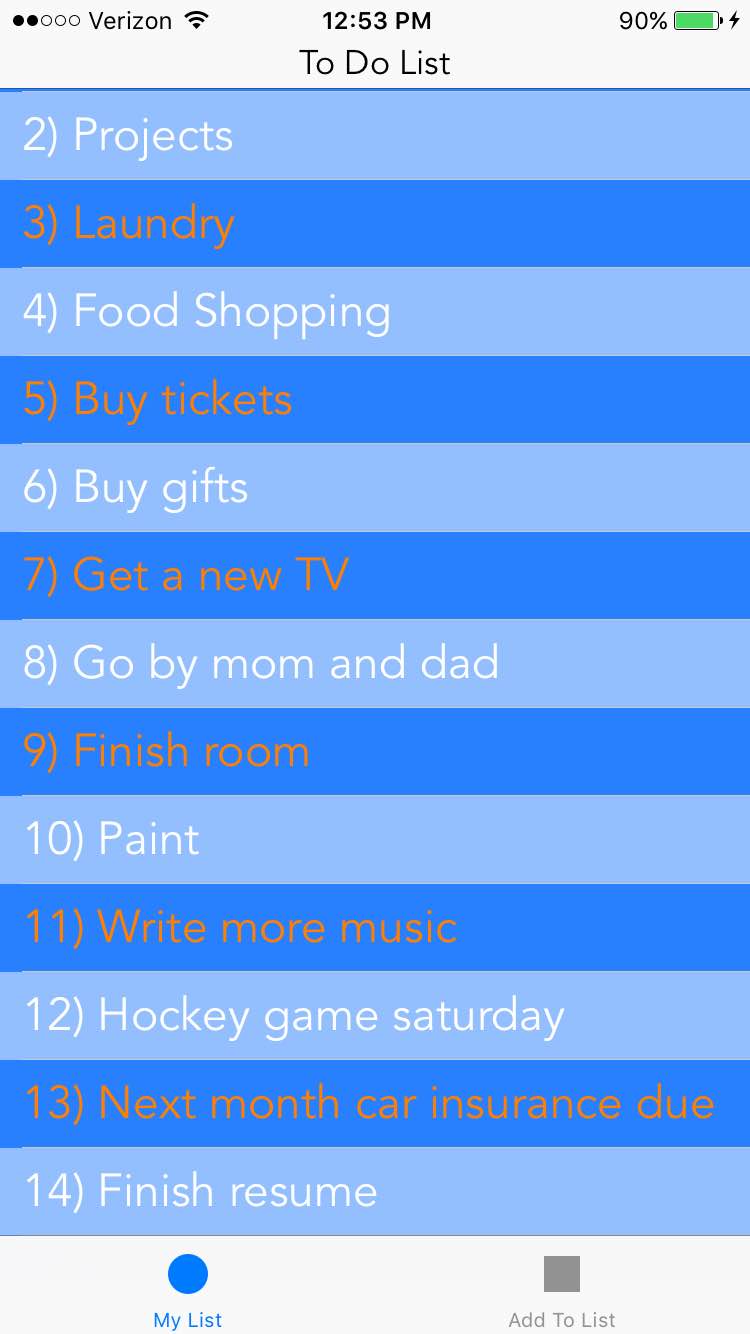 Verizon 12:53 PM 90%
To Do List
2) Projects
3) Laundry
4) Food Shopping
5) Buy tickets
6) Buy gifts
7) Get a new TV
8) Go by mom and dad
9) Finish room
10) Paint
11) Write more music
12) Hockey game saturday
13) Next month car insurance due
14) Finish resume
My List Add To List